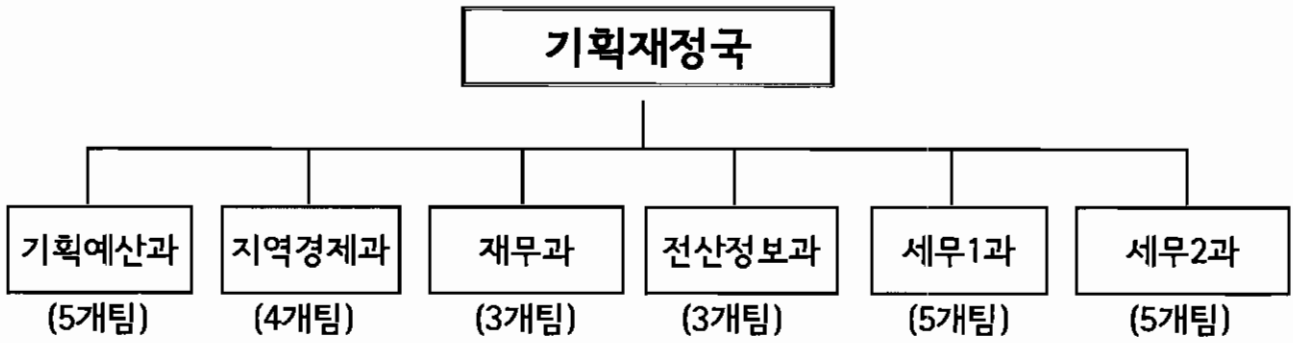 기획재정국
기획예산과 지역경제과 재무과 전산정보과 세무1과 세무2과
(5개팀) (4개팀) (3개팀) (3개팀) (5개팀) (5개팀)